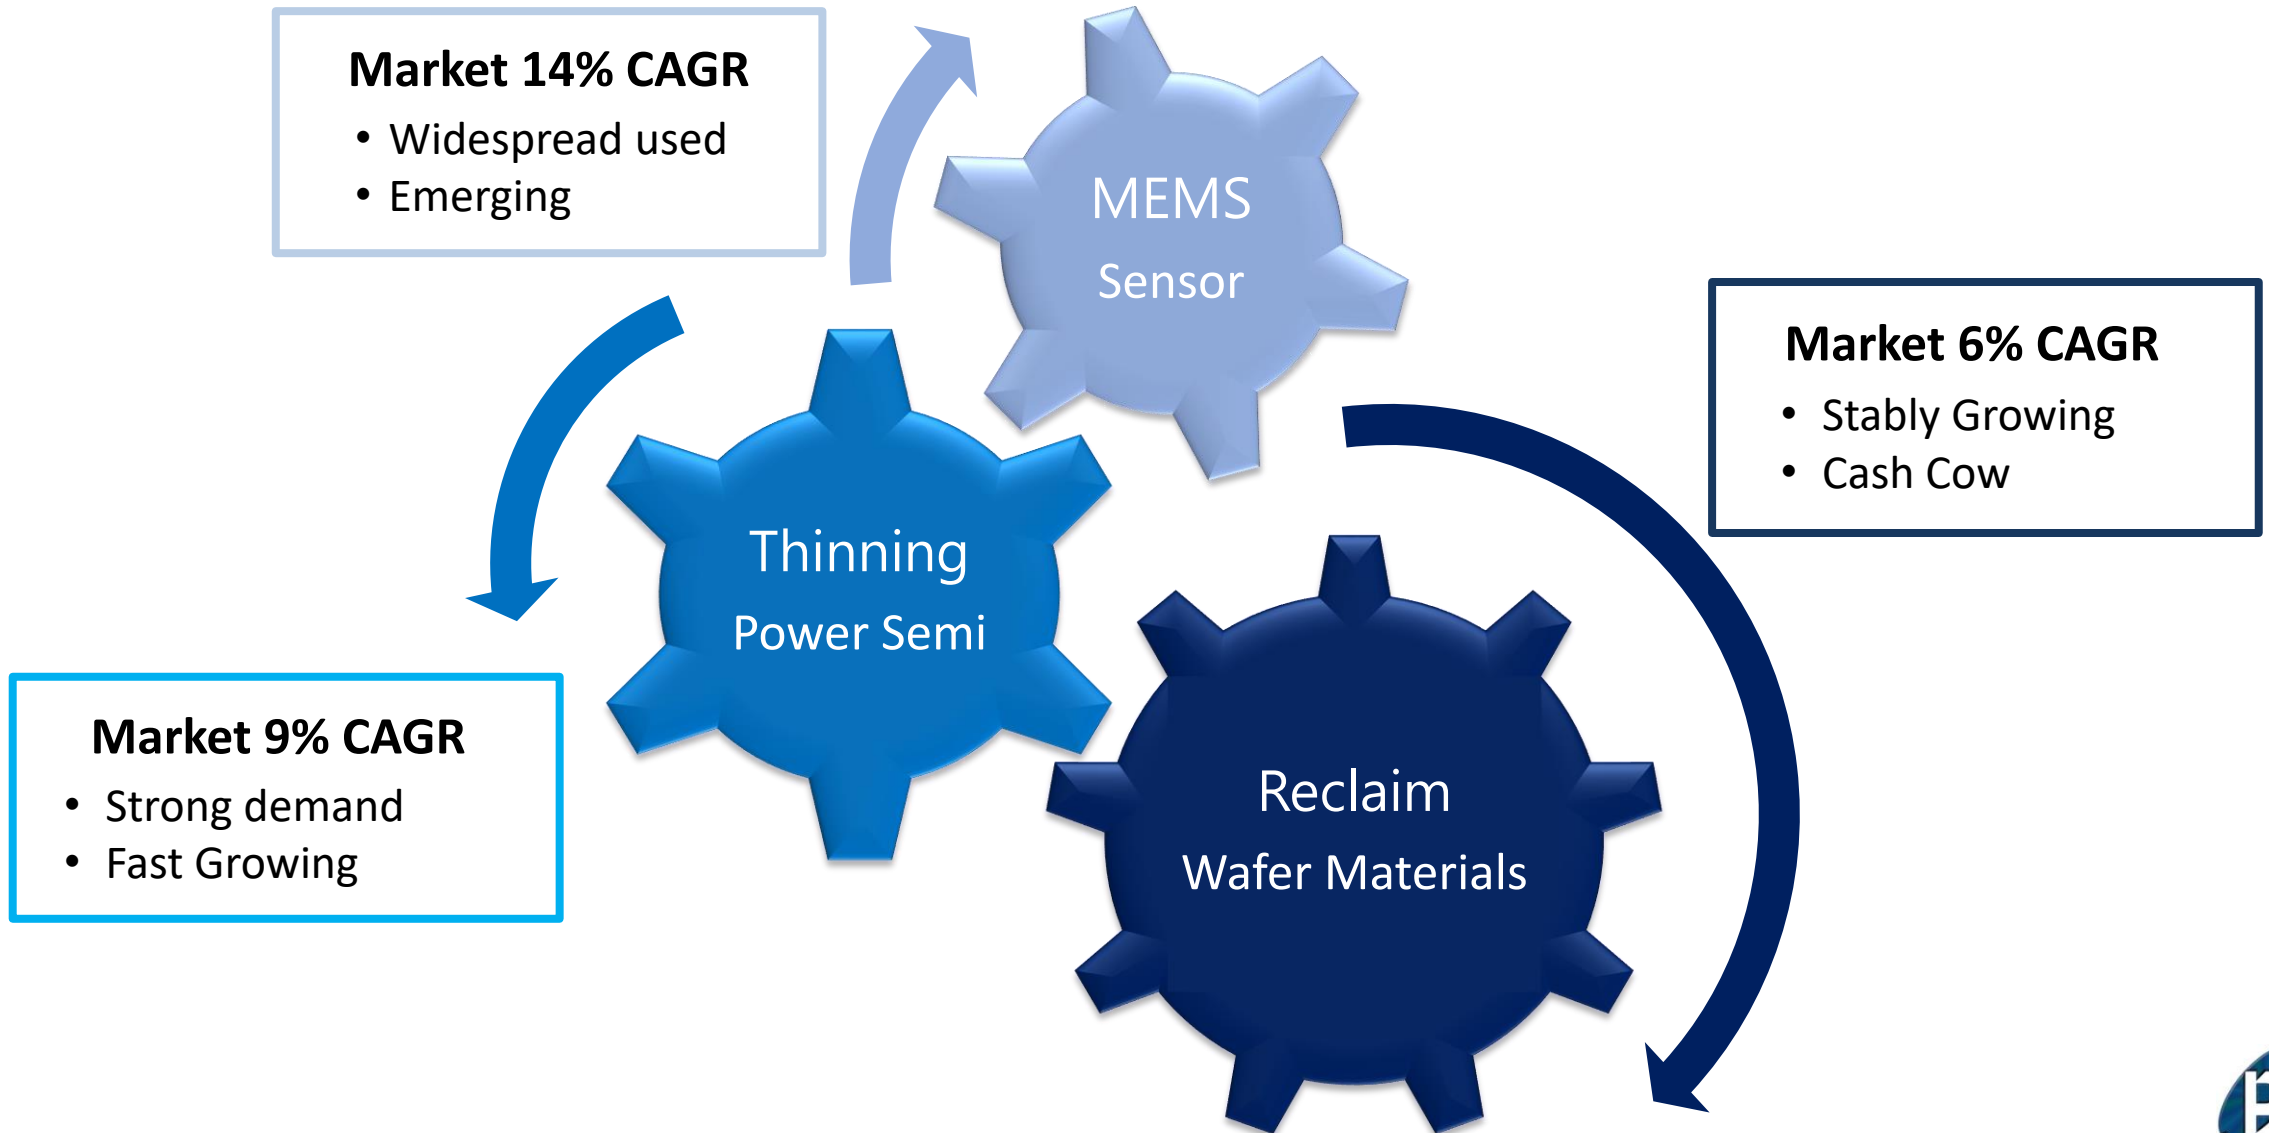 Market 14% CAGR
• Widespread used
• Emerging
MEMS
Sensor
Market 6% CAGR
• Stably Growing
• Cash Cow
Thinning
Power Semi
Market 9% CAGR
• Strong demand
• Fast Growing
Reclaim
Wafer Materials